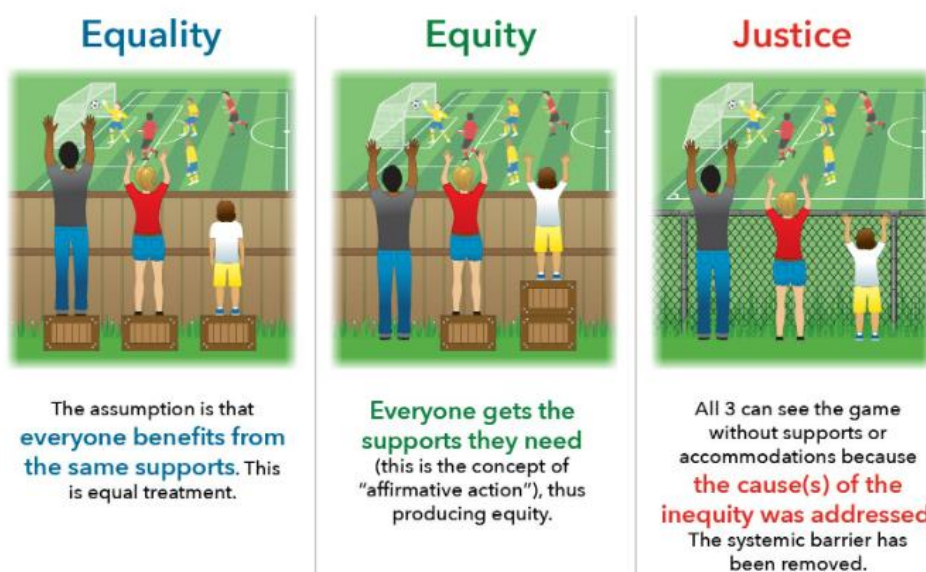 Equality
The assumption is that
everyone benefits from
the same supports. This
is equal treatment.
Equity
Everyone gets the
supports they need
(this is the concept of
“affirmative action”), thus
producing equity.
Justice
All 3 can see the game
without supports or
accommodations because
the cause(s) of the
inequity was addressed
The systemic barrier has
been removed.